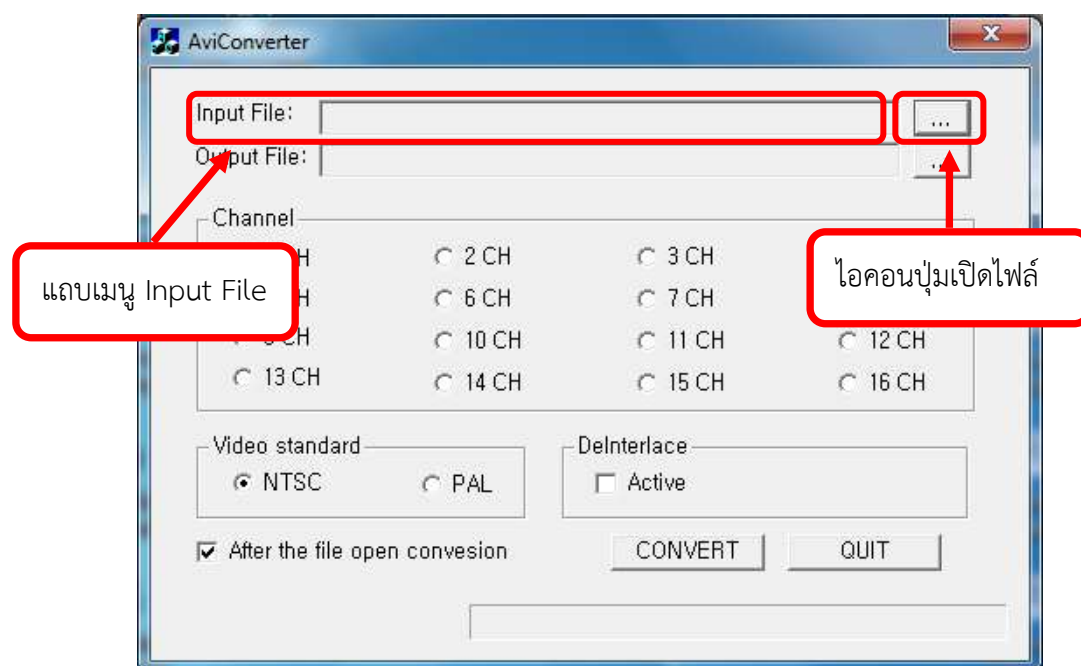 AviConverter
Input File:
...
Output File:
...
Channel
H
2 CH
3 CH
H
6 CH
7 CH
CH
10 CH
11 CH
12 CH
13 CH
14 CH
15 CH
16 CH
แถบเมนู Input File
ไอคอนปุ่มเปิดไฟล์
Video standard
NTSC
PAL
DeInterlace
Active
After the file open convesion
CONVERT
QUIT